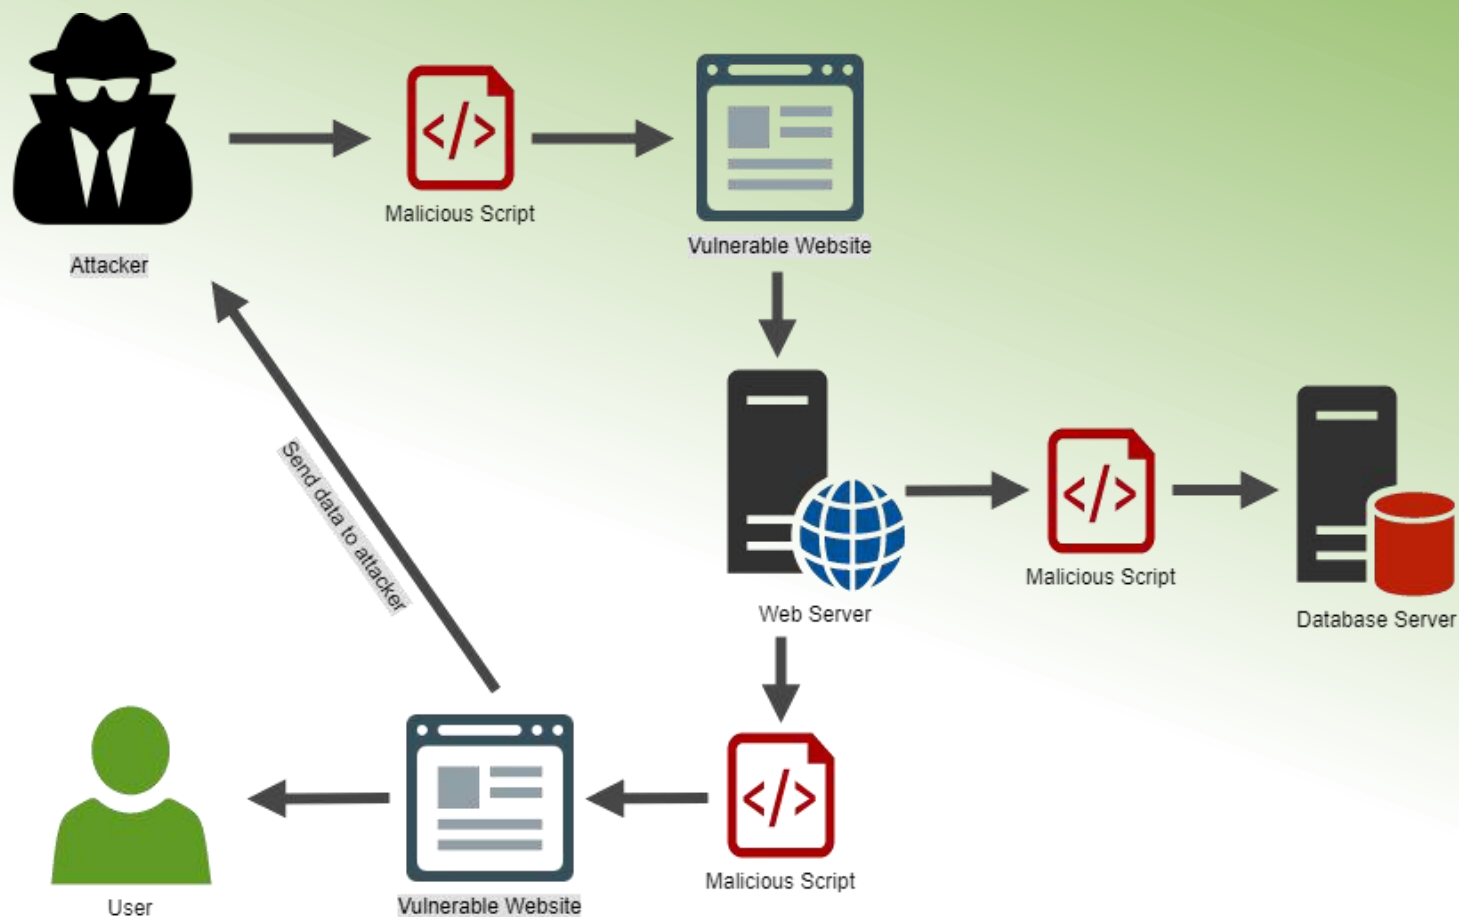 Malicious Script
Vulnerable Website
Attacker
Send data to attacker
Malicious Script
Web Server
Database Server
Malicious Script
Vulnerable Website
User